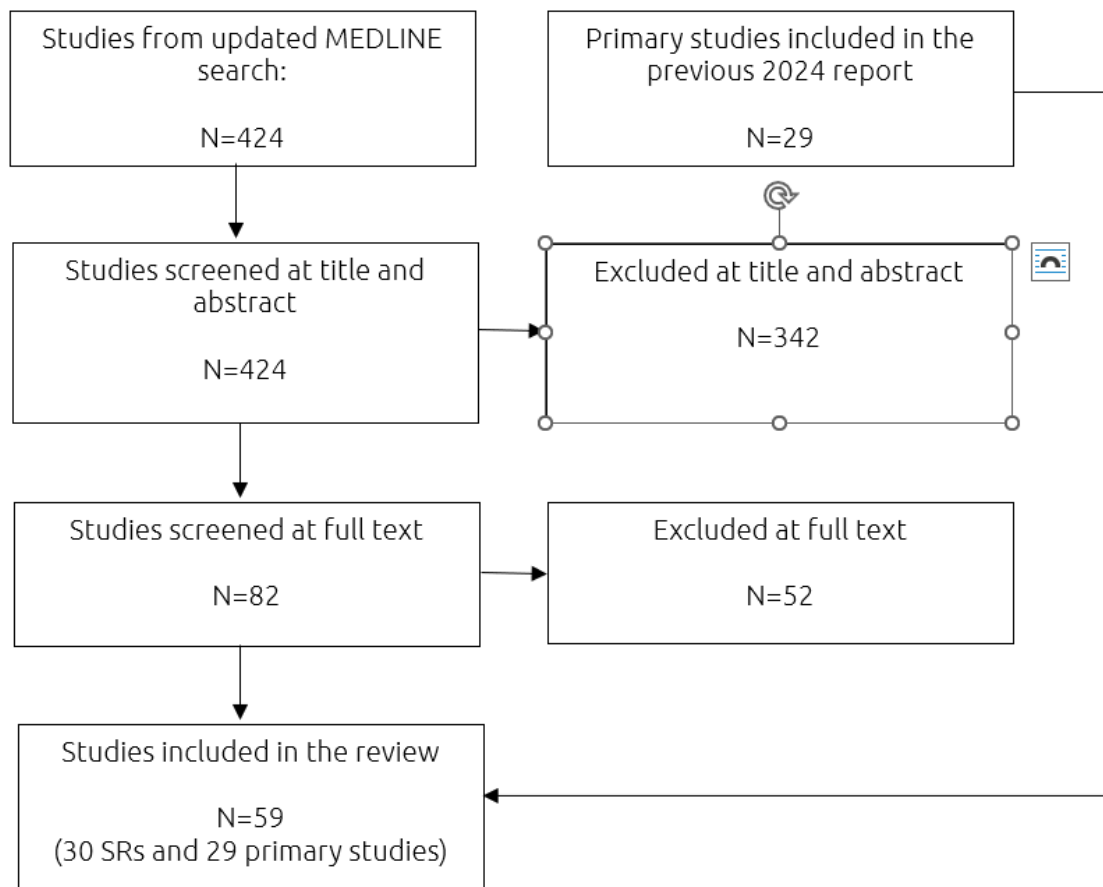 Studies from updated MEDLINE
search:
N=424
Primary studies included in the
previous 2024 report
N=29
Studies screened at title and
abstract
N=424
Excluded at title and abstract
N=342
Studies screened at full text
N=82
Excluded at full text
N=52
Studies included in the review
N=59
(30 SRs and 29 primary studies)